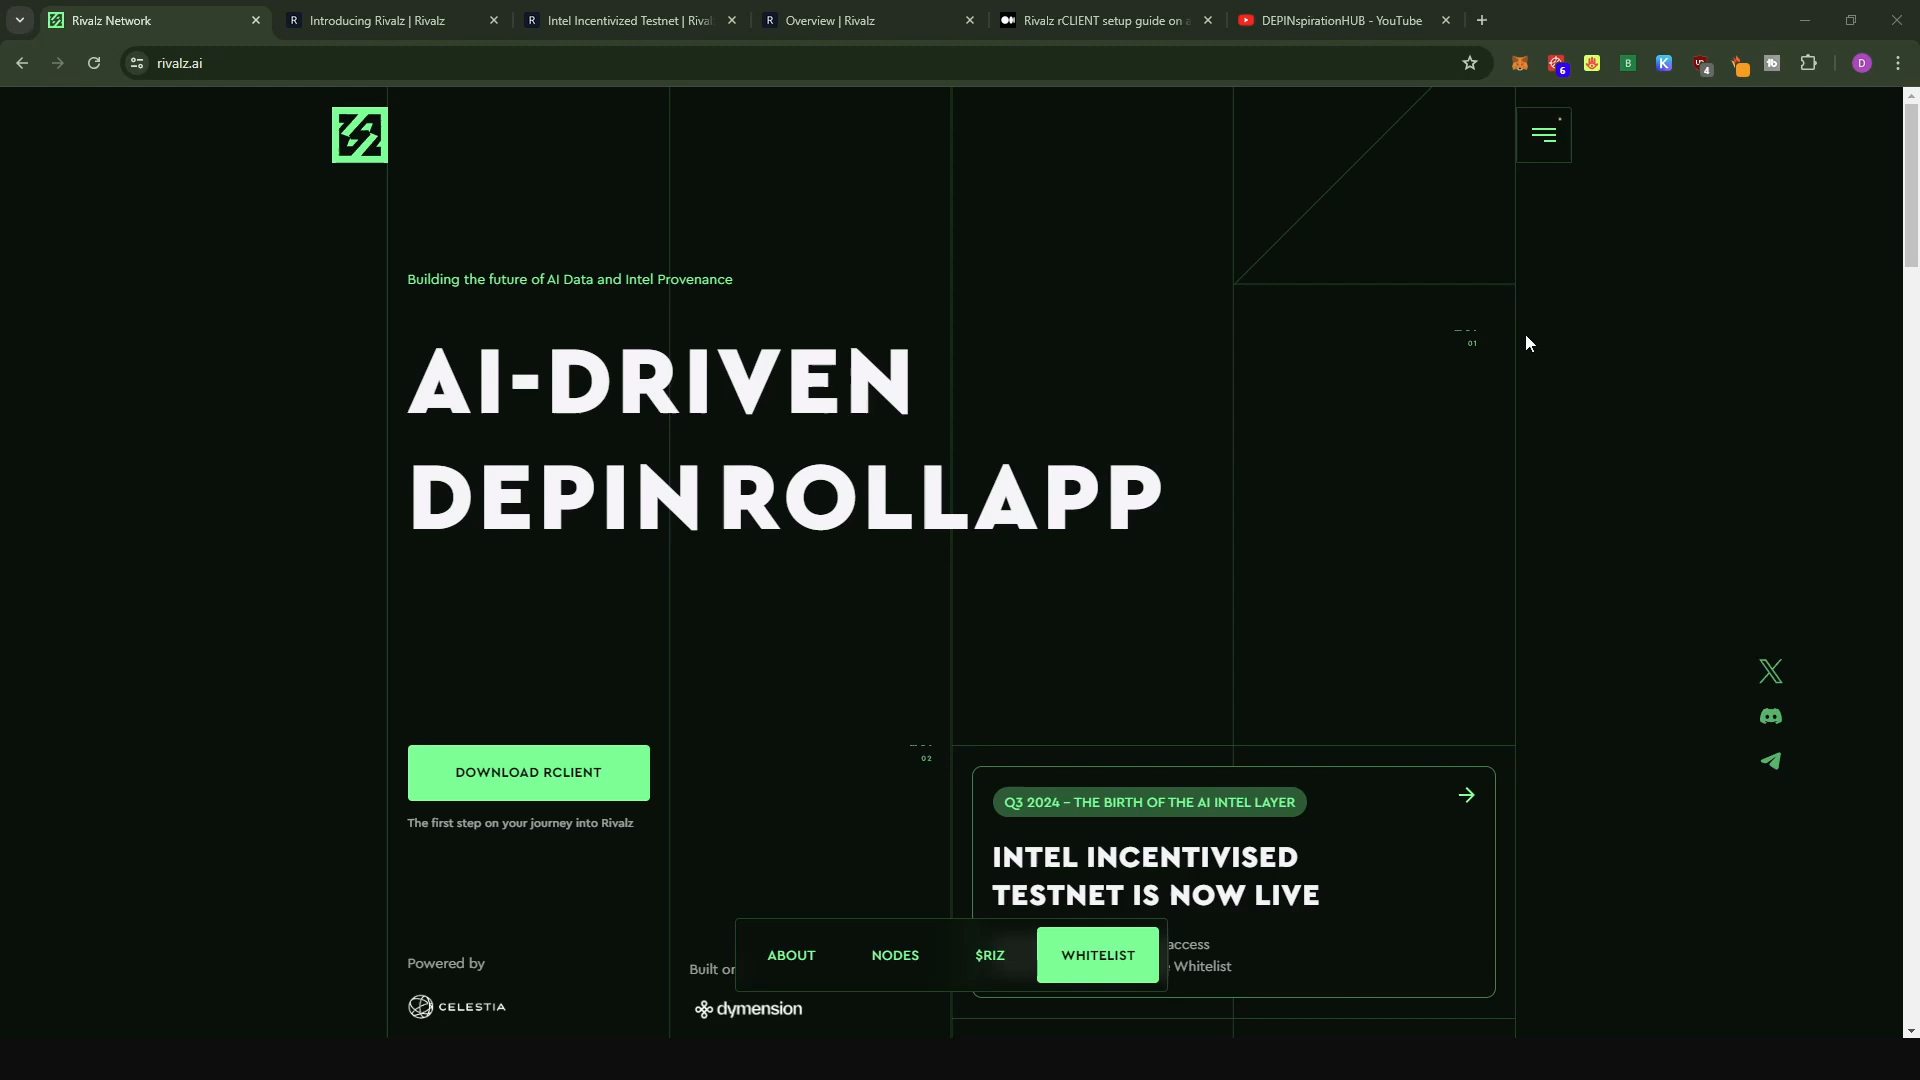 Rivalz Network
Introducing Rivalz | Rivalz
Intel Incentivized Testnet | Rival
Overview | Rivalz
Rivalz rCLIENT setup guide on a
DEPINspirationHUB - YouTube
rivalz.ai
6
B
K
4
D
Building the future of AI Data and Intel Provenance
AI-DRIVEN
DEPIN ROLLAPP
01
02
DOWNLOAD RCLIENT
The first step on your journey into Rivalz
Q3 2024 – THE BIRTH OF THE AI INTEL LAYER
INTEL INCENTIVISED
TESTNET IS NOW LIVE
access
Whitelist
ABOUT
NODES
$RIZ
WHITELIST
Powered by
CELESTIA
Built on
dymension